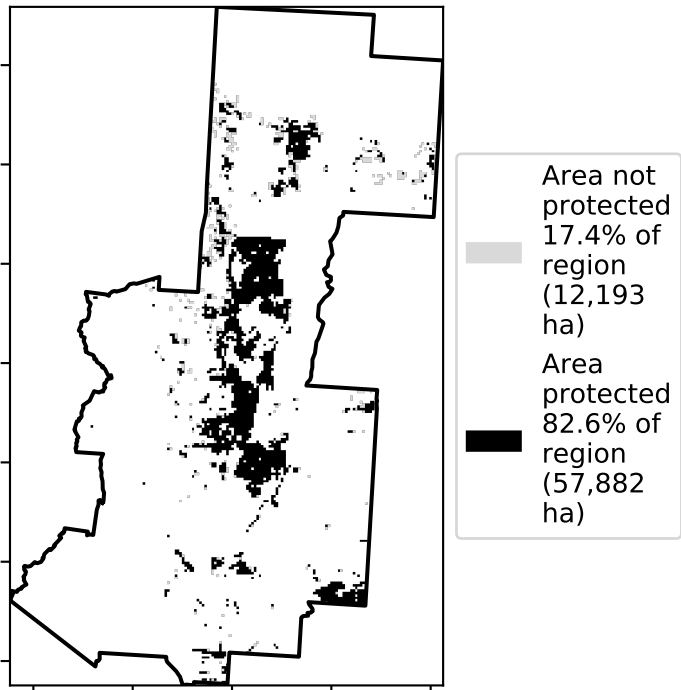 Area not
protected
17.4% of
region
(12,193
ha)
Area
protected
82.6% of
region
(57,882
ha)